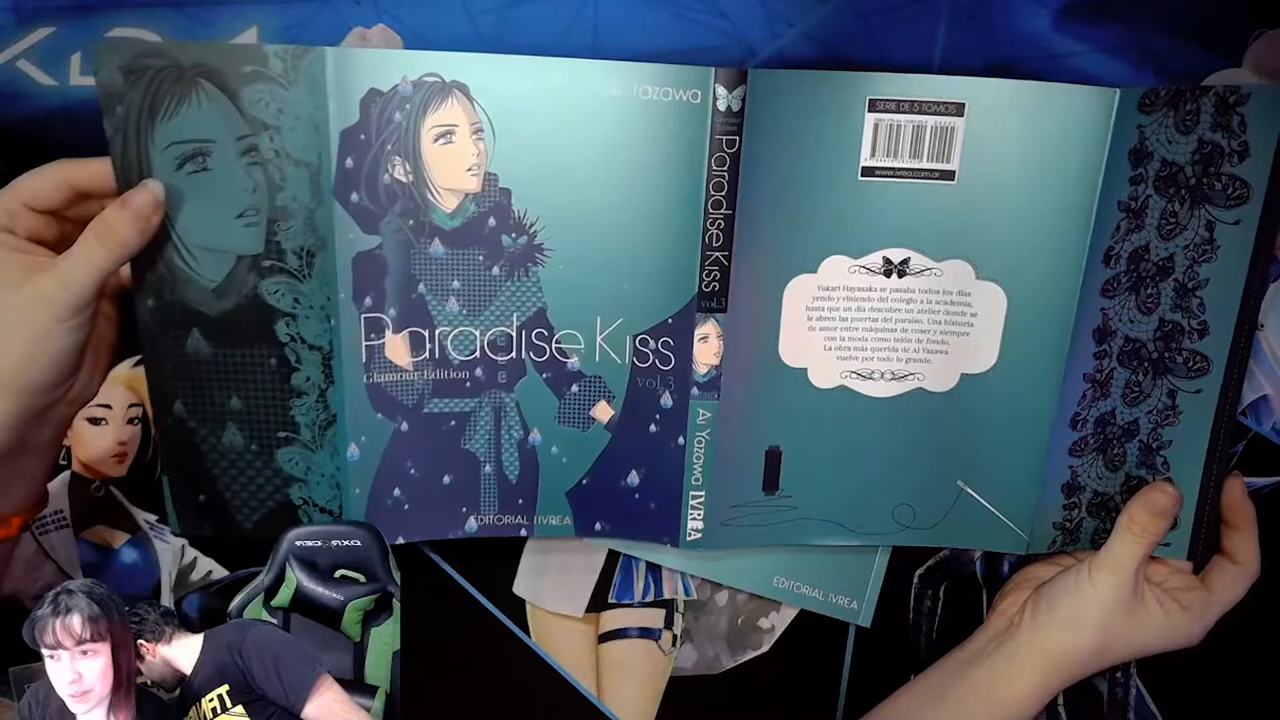 Yazawa
Paradise Kiss
Glamour Edition
vol.3
EDITORIAL IVREA
Glamour
Edition
Paradise Kiss
vol.3
Ai Yazawa
IVREA
SERIE DE 5 TOMOS
www.ivrea.com.ar
Yukari Hayasaka se pasaba todos los días
yendo y viniendo del colegio a la academia,
hasta que un día descubre un atelier donde se
le abren las puertas del paraíso. Una historia
de amor entre máquinas de coser y siempre
con la moda como telón de fondo.
La obra más querida de AI Yazawa
vuelve por todo lo grande.
EDITORIAL IVREA